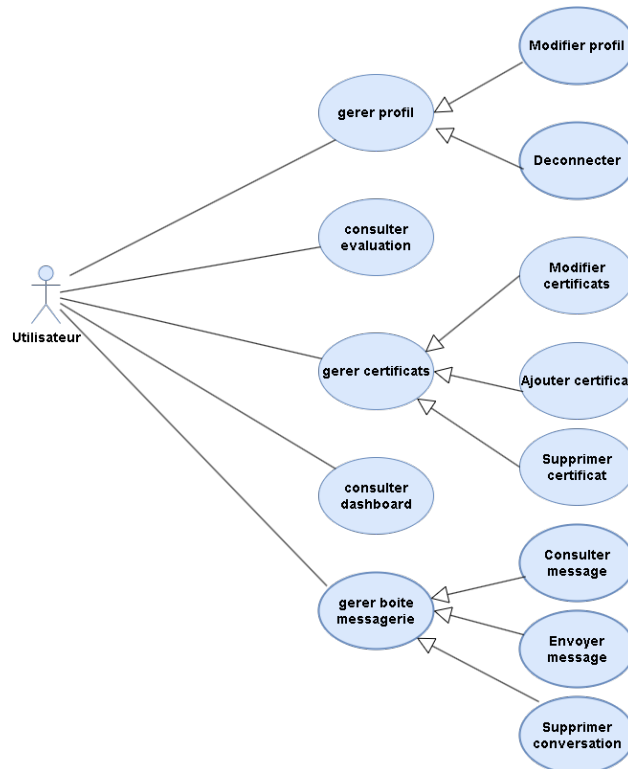 Modifier profil
gerer profil
Deconnecter
consulter
evaluation
Modifier
certificats
Utilisateur
gerer certificats
Ajouter certifica
Supprimer
certificat
consulter
dashboard
Consulter
message
gerer boite
messagerie
Envoyer
message
Supprimer
conversation